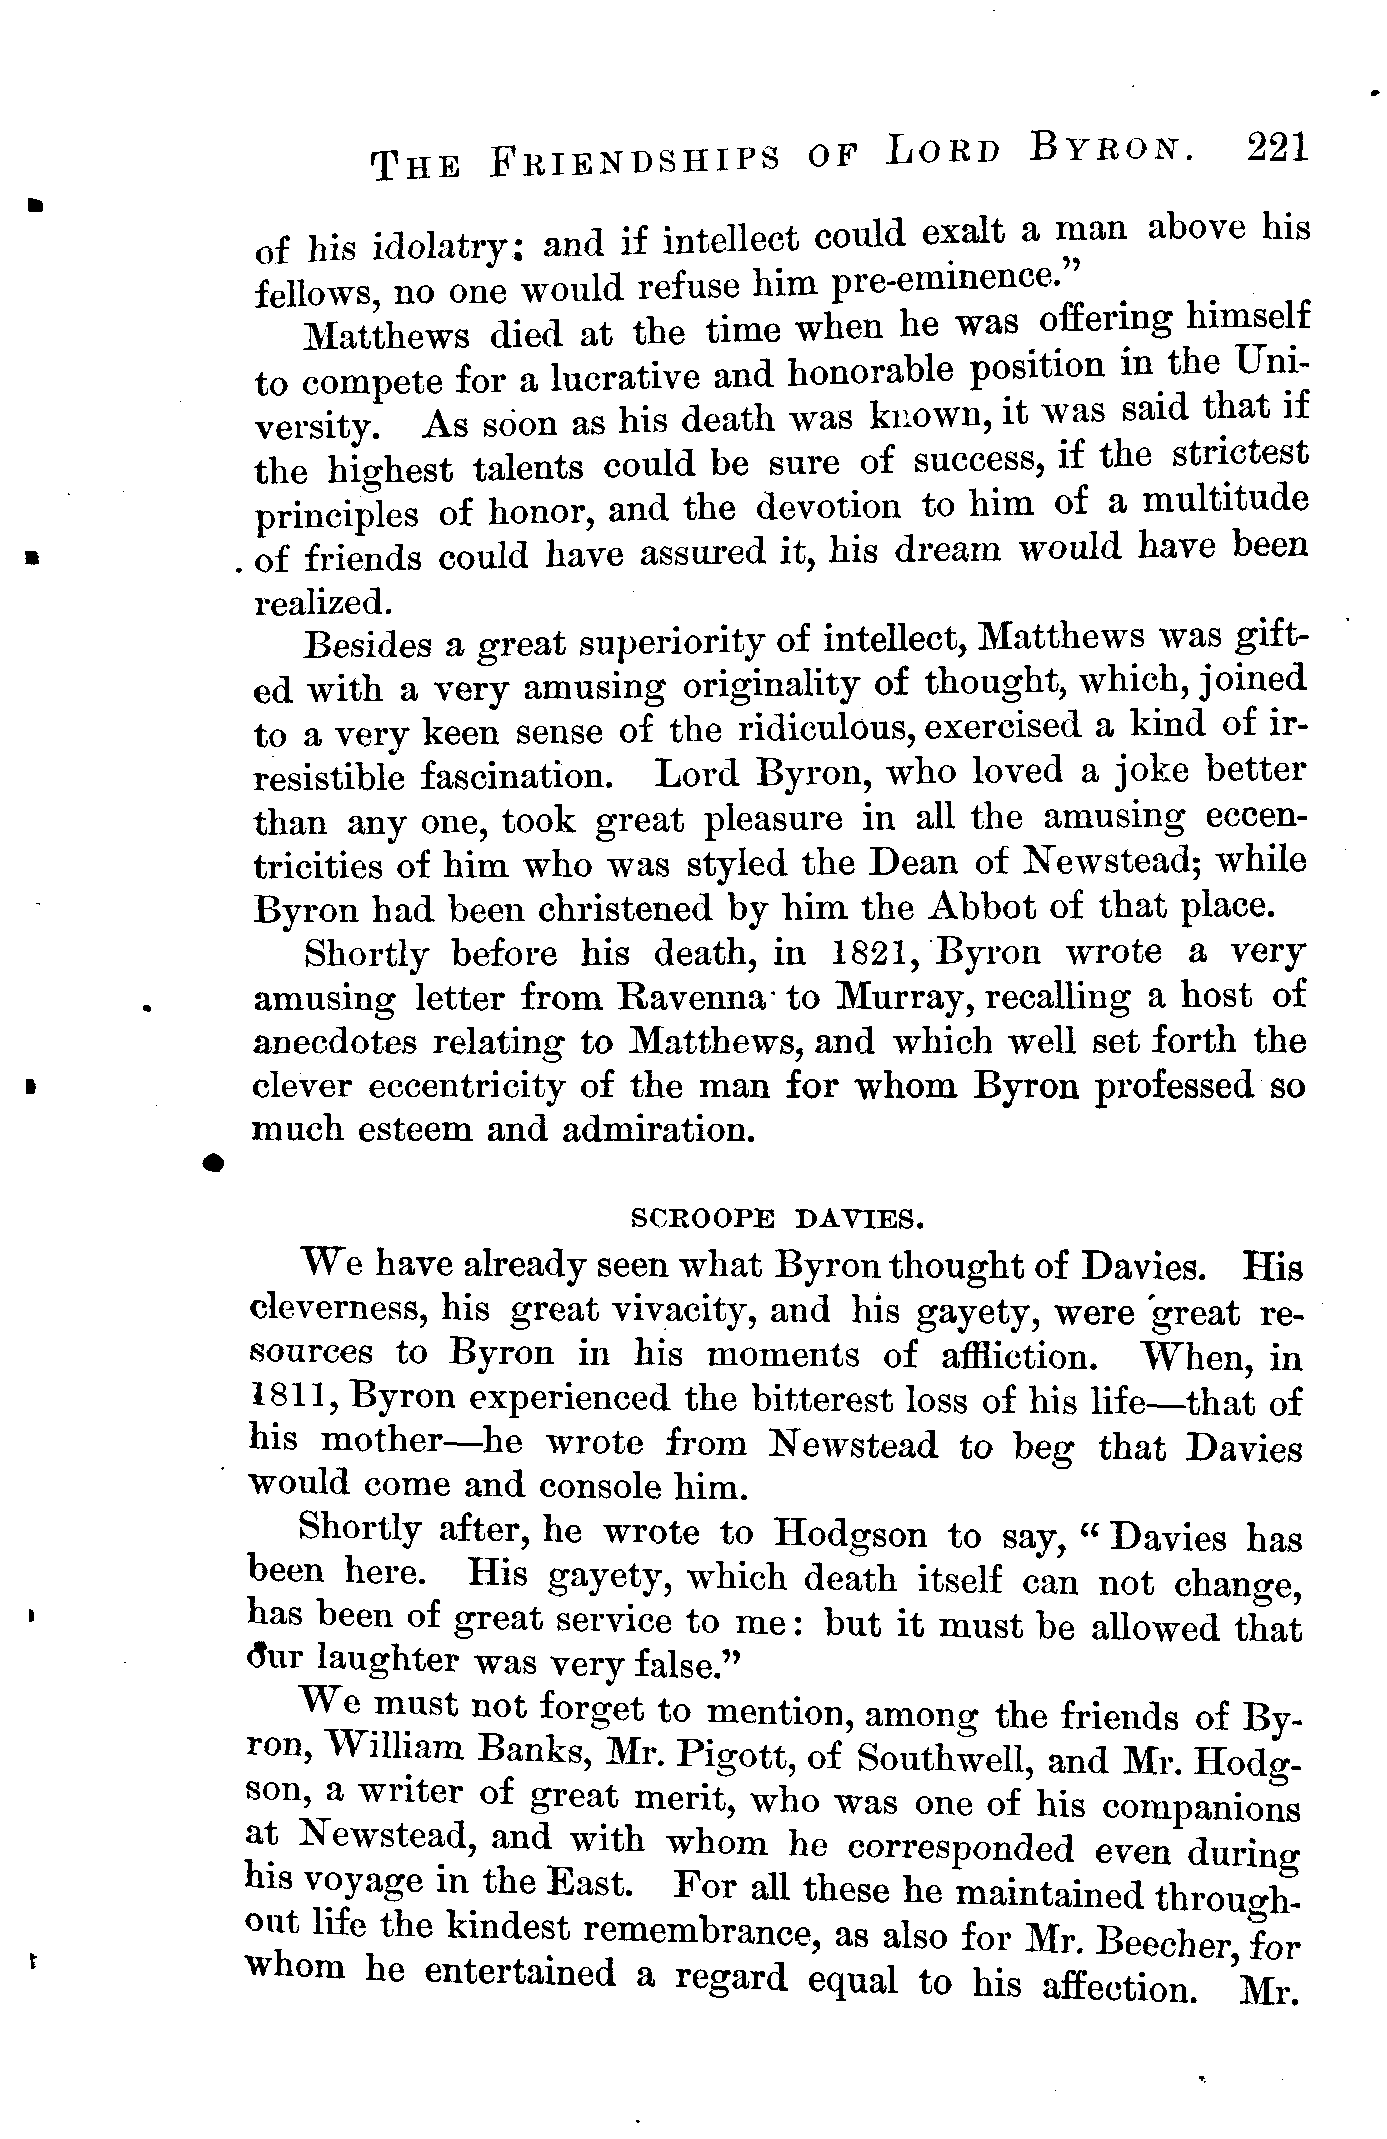 THE FRIENDSHIPS OF LORD BYRON. 221
of his idolatry; and if intellect could exalt a man above his
fellows, no one would refuse him pre-eminence.”
Matthews died at the time when he was offering himself
to compete for a lucrative and honorable position in the Uni-
versity. As soon as his death was known, it was said that if
the highest talents could be sure of success, if the strictest
principles of honor, and the devotion to him of a multitude
of friends could have assured it, his dream would have been
realized.
Besides a great superiority of intellect, Matthews was gift-
ed with a very amusing originality of thought, which, joined
to a very keen sense of the ridiculous, exercised a kind of ir-
resistible fascination. Lord Byron, who loved a joke better
than any one, took great pleasure in all the amusing eccen-
tricities of him who was styled the Dean of Newstead; while
Byron had been christened by him the Abbot of that place.
Shortly before his death, in 1821, Byron wrote a very
amusing letter from Ravenna to Murray, recalling a host of
anecdotes relating to Matthews, and which well set forth the
clever eccentricity of the man for whom Byron professed so
much esteem and admiration.
SCROOPE DAVIES.
We have already seen what Byron thought of Davies. His
cleverness, his great vivacity, and his gayety, were great re-
sources to Byron in his moments of affliction. When, in
1811, Byron experienced the bitterest loss of his life—that of
his mother—he wrote from Newstead to beg that Davies
would come and console him.
Shortly after, he wrote to Hodgson to say, “Davies has
been here. His gayety, which death itself can not change,
has been of great service to me: but it must be allowed that
our laughter was very false.”
We must not forget to mention, among the friends of By-
ron, William Banks, Mr. Pigott, of Southwell, and Mr. Hodg-
son, a writer of great merit, who was one of his companions
at Newstead, and with whom he corresponded even during
his voyage in the East. For all these he maintained through-
out life the kindest remembrance, as also for Mr. Beecher, for
whom he entertained a regard equal to his affection. Mr.